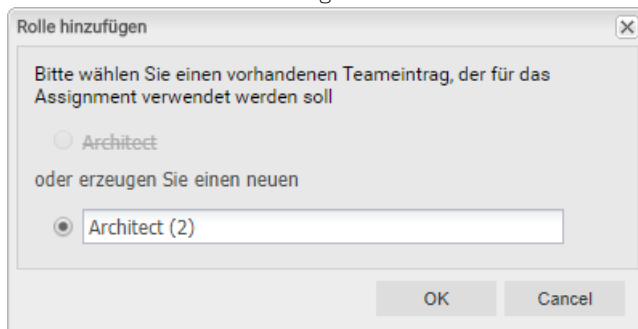 Rolle hinzufügen
Bitte wählen Sie einen vorhandenen Teameintrag, der für das
Assignment verwendet werden soll
Architect
oder erzeugen Sie einen neuen
Architect (2)
OK Cancel